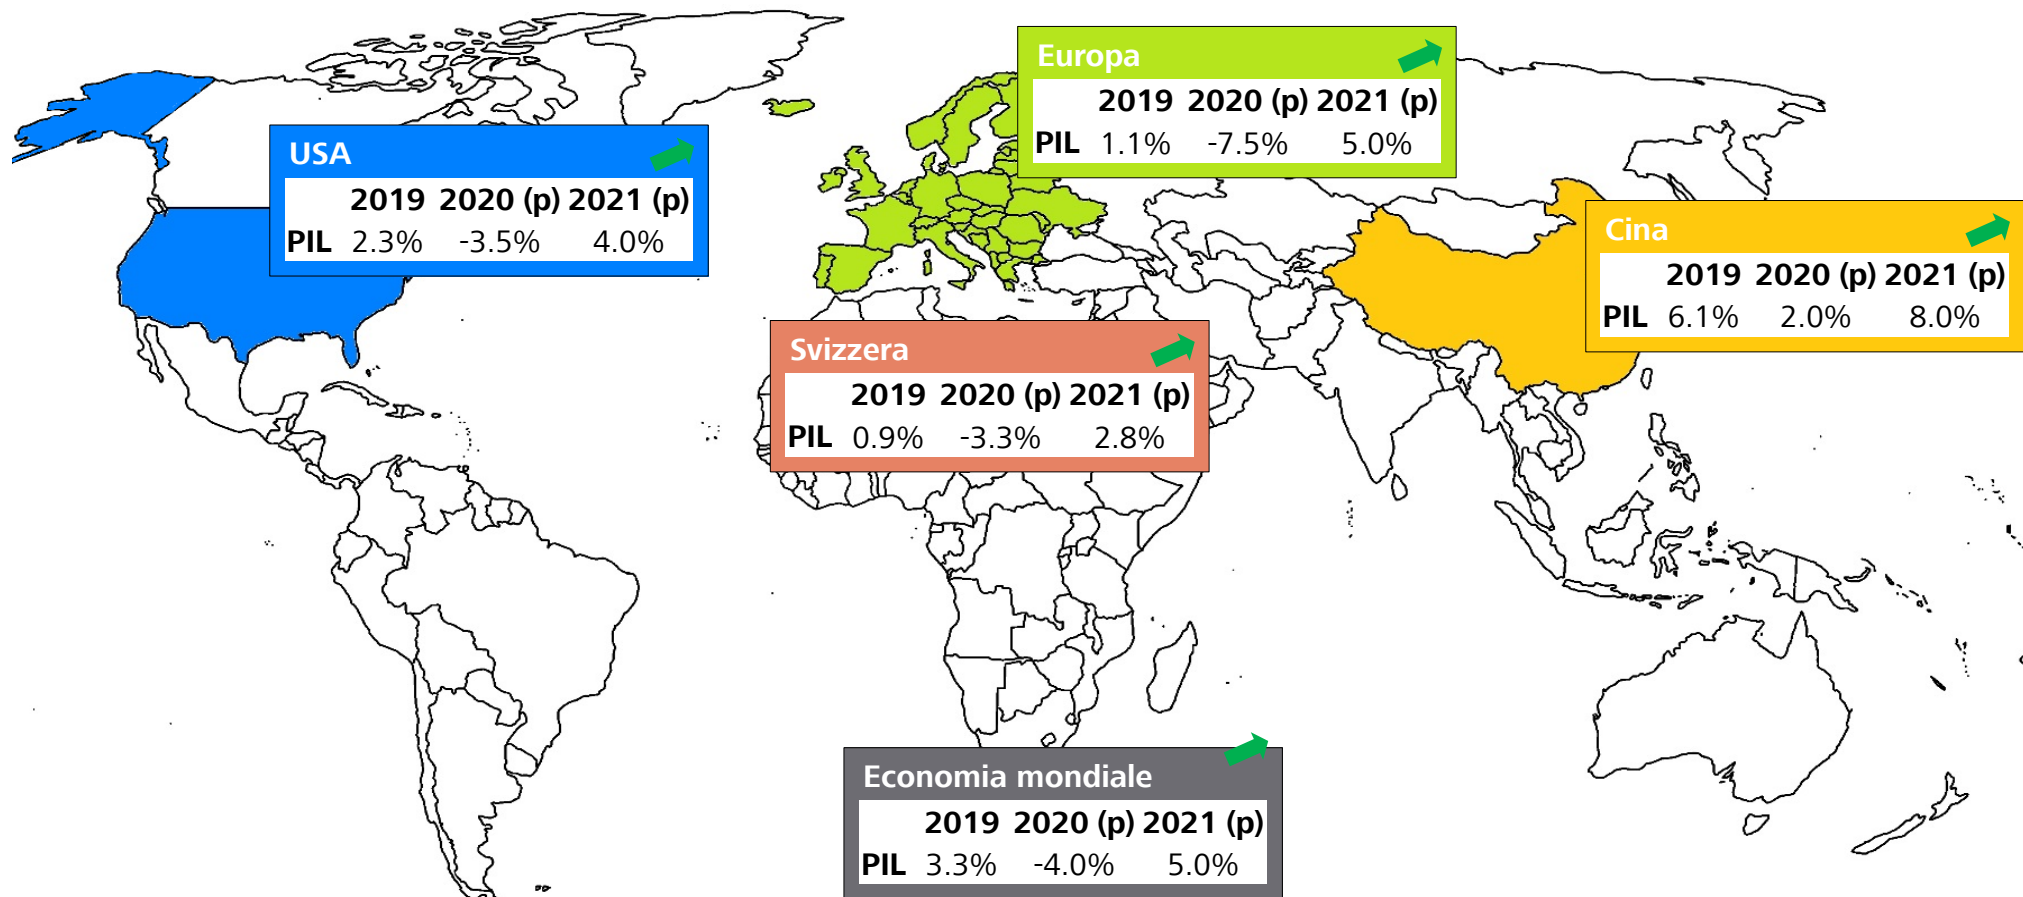 Europa
2019 2020 (p) 2021 (p)
PIL 1.1% -7.5% 5.0%
USA
2019 2020 (p) 2021 (p)
PIL 2.3% -3.5% 4.0%
Cina
2019 2020 (p) 2021 (p)
PIL 6.1% 2.0% 8.0%
Svizzera
2019 2020 (p) 2021 (p)
PIL 0.9% -3.3% 2.8%
Economia mondiale
2019 2020 (p) 2021 (p)
PIL 3.3% -4.0% 5.0%